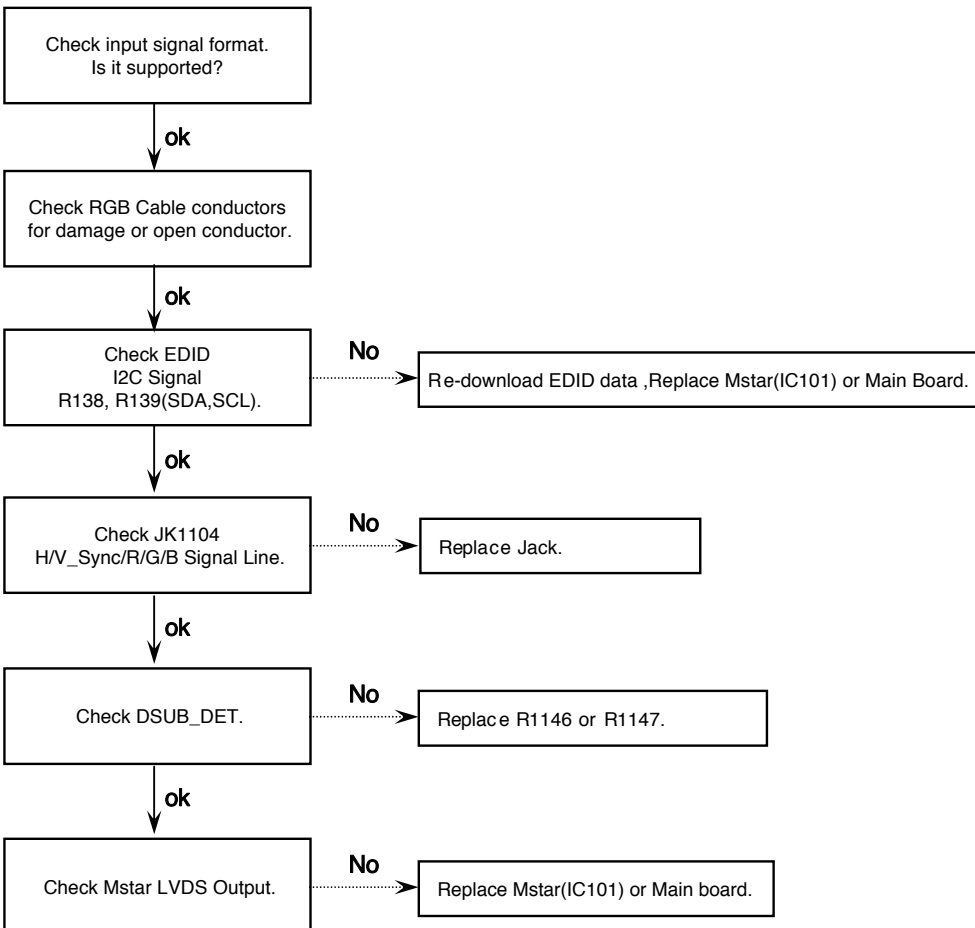 Check input signal format.
Is it supported?
ok
Check RGB Cable conductors
for damage or open conductor.
ok
Check EDID
I2C Signal
R138, R139(SDA,SCL).
No
Re-download EDID data ,Replace Mstar(IC101) or Main Board.
ok
Check JK1104
H/V_Sync/R/G/B Signal Line.
No
Replace Jack.
ok
Check DSUB_DET.
No
Replace R1146 or R1147.
ok
Check Mstar LVDS Output.
No
Replace Mstar(IC101) or Main board.